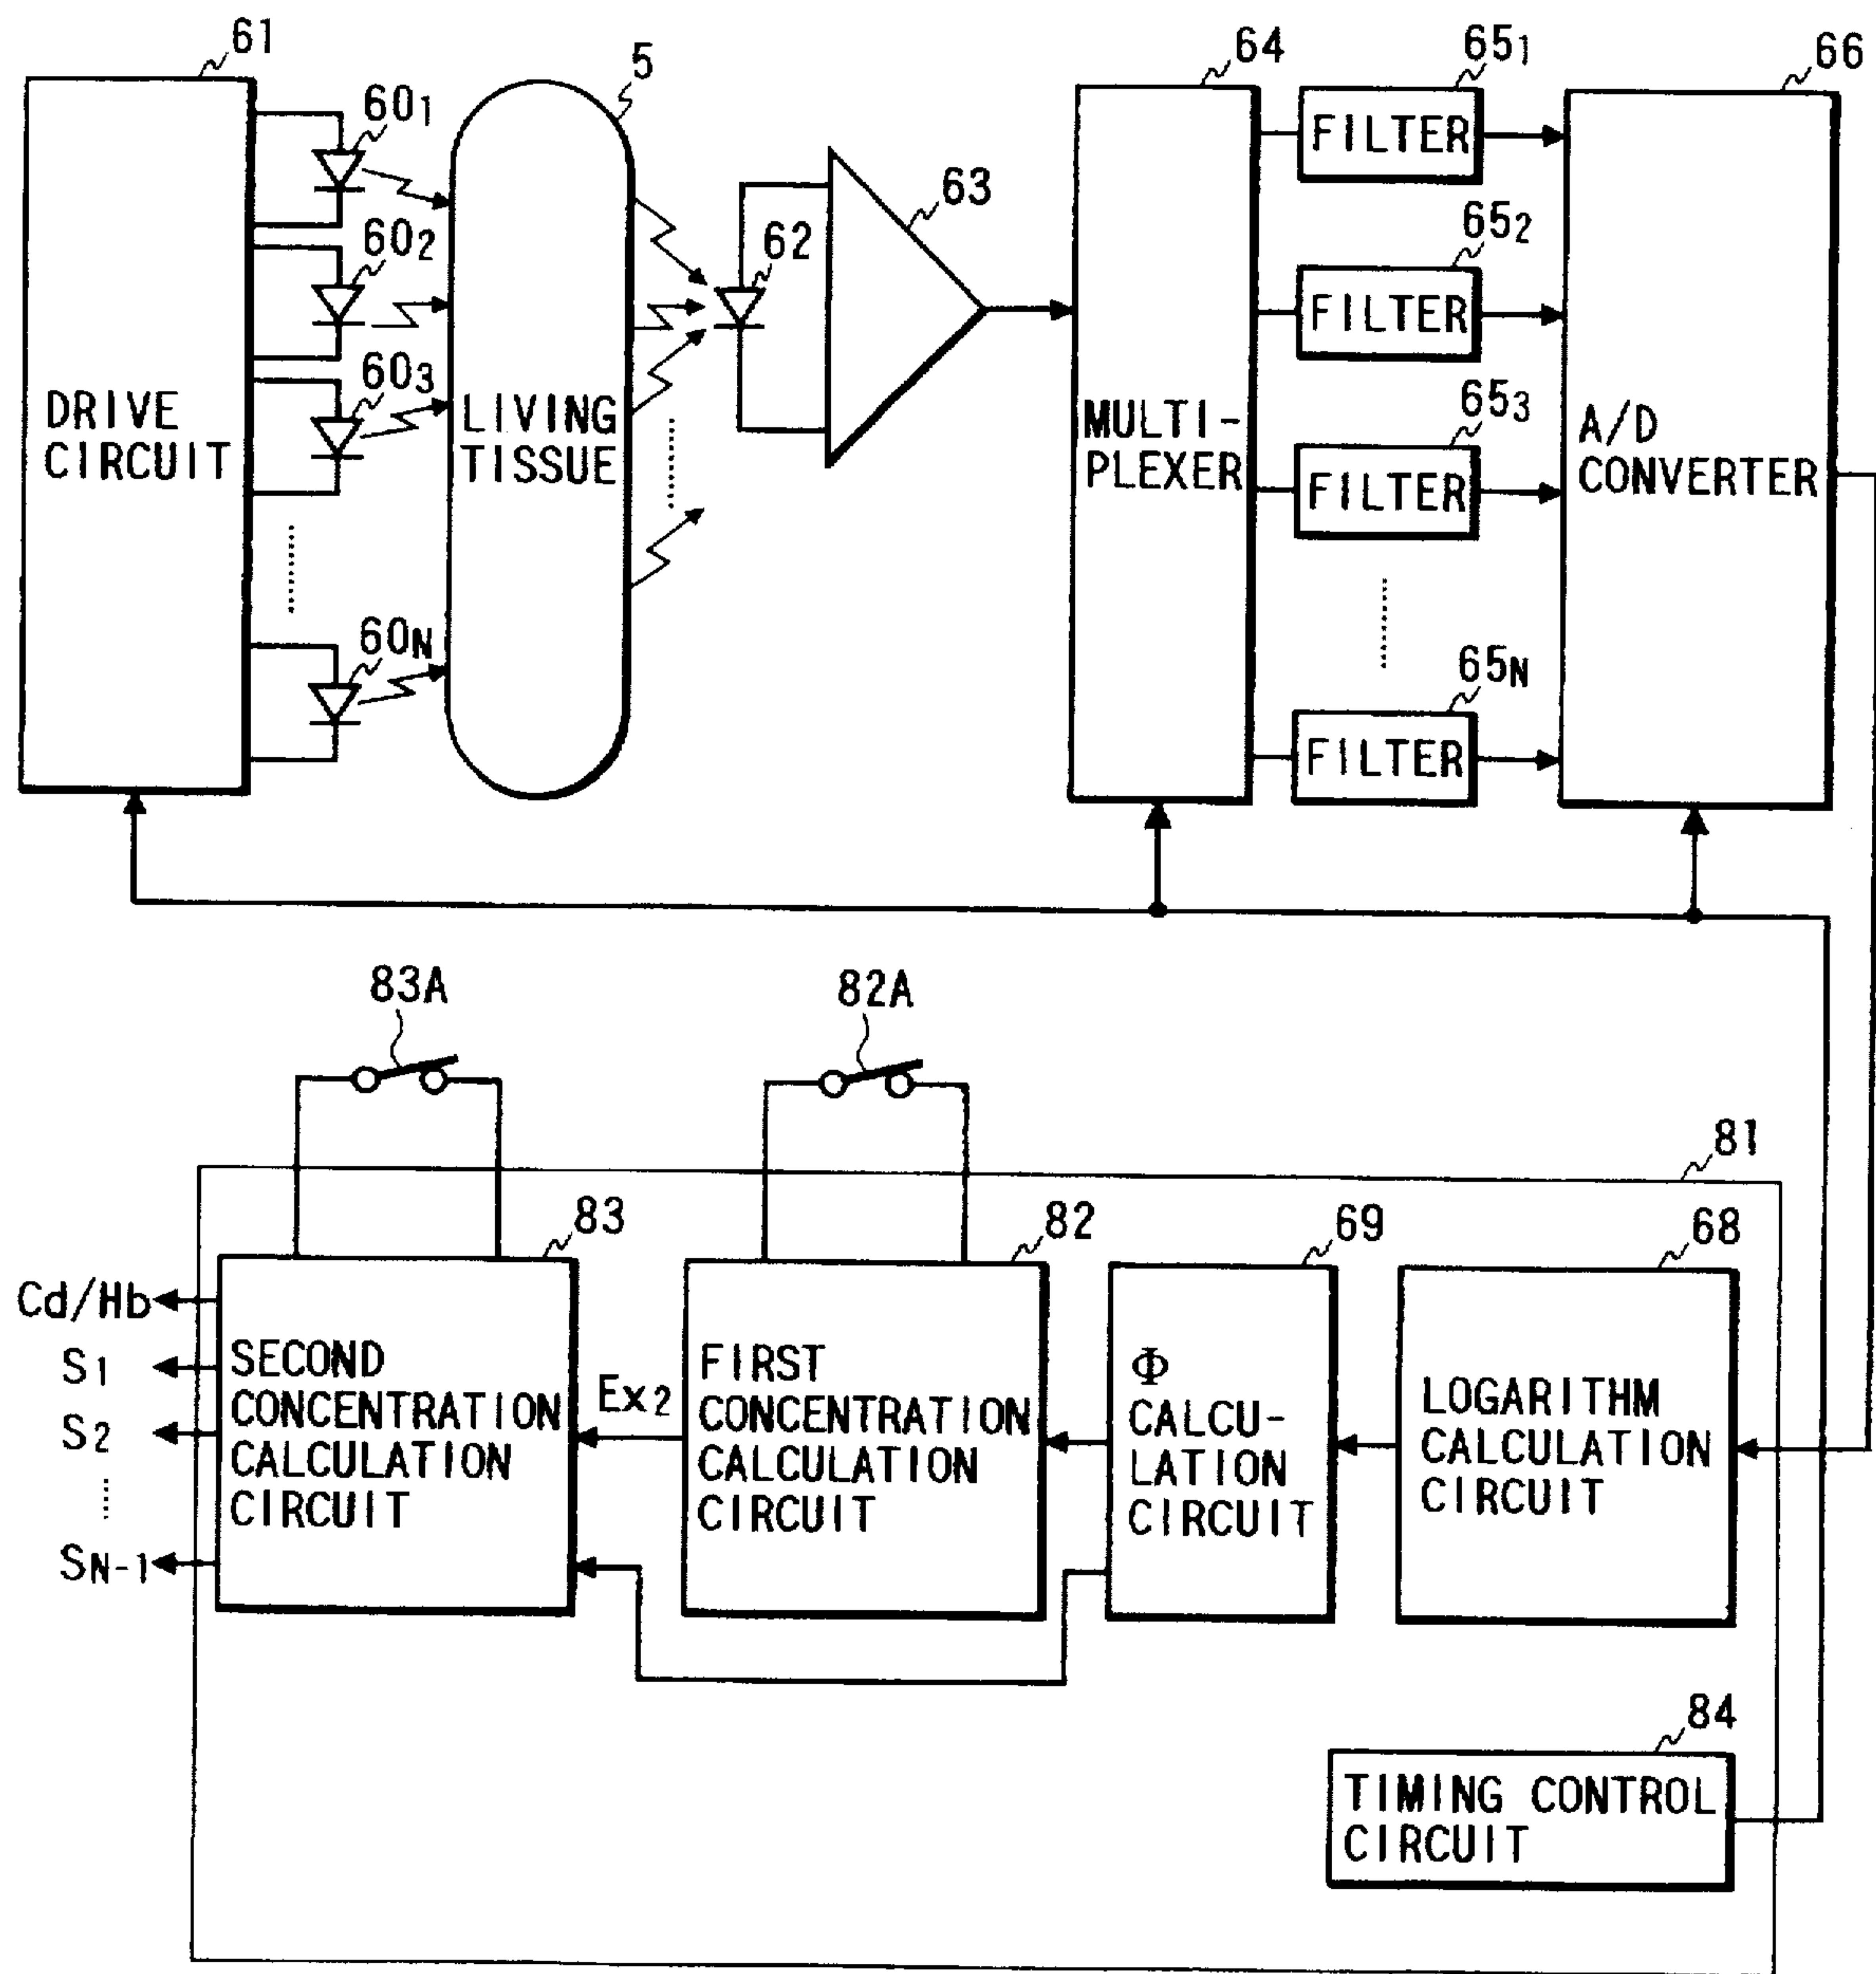 61
60₁
5
64
65₁
66
FILTER
60₂
62
63
65₂
FILTER
60₃
DRIVE
CIRCUIT
LIVING
TISSUE
MULTI-
PLEXER
65₃
FILTER
A/D
CONVERTER
60N
65N
FILTER
83A
82A
81
83
82
69
68
Cd/Hb
S1
S2
SN-1
SECOND
CONCENTRATION
CALCULATION
CIRCUIT
Ex₂
FIRST
CONCENTRATION
CALCULATION
CIRCUIT
Φ
CALCU-
LATION
CIRCUIT
LOGARITHM
CALCULATION
CIRCUIT
84
TIMING CONTROL
CIRCUIT